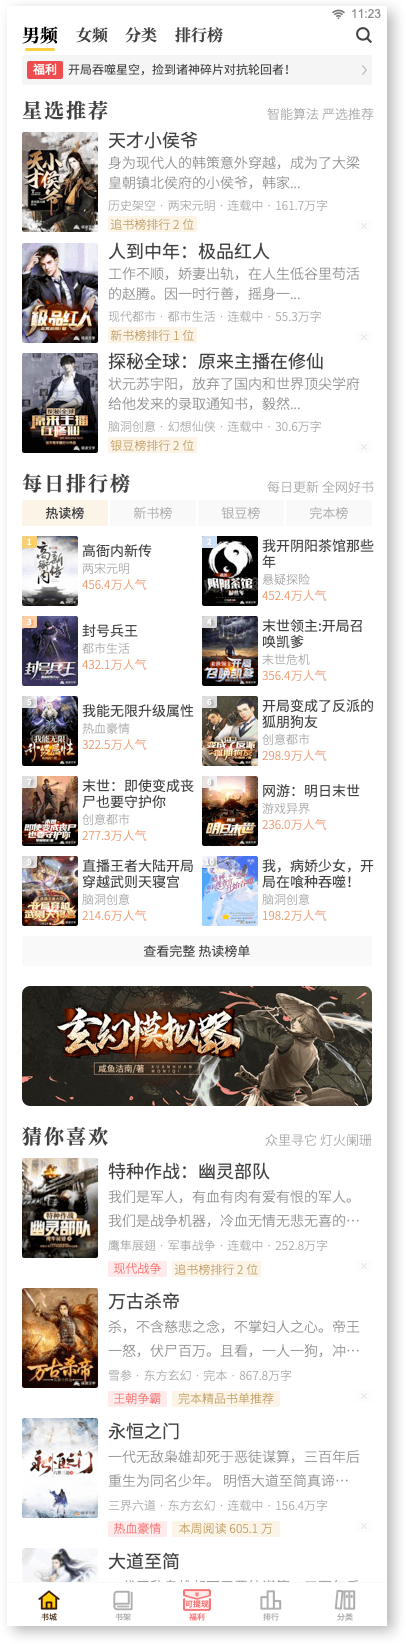 11:23
男频 女频 分类 排行榜
福利 开局吞噬星空，捡到诸神碎片对抗轮回者！
星选推荐 智能算法 严选推荐
天才小侯爷
身为现代人的韩策意外穿越，成为了大梁
皇朝镇北侯府的小侯爷，韩家...
历史架空 · 两宋元明 · 连载中 · 161.7万字
追书榜排行 2 位
人到中年：极品红人
工作不顺，娇妻出轨，在人生低谷里苟活
的赵腾。因一时行善，摇身一...
现代都市 · 都市生活 · 连载中 · 55.3万字
新书榜排行 1 位
探秘全球：原来主播在修仙
状元苏宇阳，放弃了国内和世界顶尖学府
给他发来的录取通知书，毅然...
脑洞创意 · 幻想仙侠 · 连载中 · 30.6万字
银豆榜排行 2 位
每日排行榜 每日更新 全网好书
热读榜 新书榜 银豆榜 完本榜
1
高衙内新传
两宋元明
456.4万人气
2
我开阴阳茶馆那些
年
悬疑探险
452.4万人气
3
封号兵王
都市生活
432.1万人气
4
末世领主:开局召
唤凯爹
末世危机
356.4万人气
5
我能无限升级属性
热血豪情
322.5万人气
6
开局变成了反派的
狐朋狗友
创意都市
298.9万人气
7
末世：即使变成丧
尸也要守护你
创意都市
277.3万人气
8
网游：明日末世
游戏异界
236.0万人气
9
直播王者大陆开局
穿越武则天寝宫
脑洞创意
214.6万人气
10
我，病娇少女，开
局在喰种吞噬！
脑洞创意
198.2万人气
查看完整 热读榜单
玄幻模拟器
咸鱼洁南/著 XUANHUAN MONIQI
猜你喜欢 众里寻它 灯火阑珊
特种作战
幽灵部队
特种作战：幽灵部队
我们是军人，有血有肉有爱有恨的军人。
我们是战争机器，冷血无情无悲无喜的…
鹰隼展翅 · 军事战争 · 连载中 · 252.8万字
现代战争 追书榜排行 2 位
万古杀帝
万古杀帝
杀，不含慈悲之念，不掌妇人之心。帝王
一怒，伏尸百万。且看，一人一狗，冲…
雪参 · 东方玄幻 · 完本 · 867.8万字
王朝争霸 完本精品书单推荐
永恒之门
永恒之门
一代无敌枭雄却死于恶徒谋算，三百年后
重生为同名少年。 明悟大道至简真谛…
三界六道 · 东方玄幻 · 连载中 · 156.4万字
热血豪情 本周阅读 605.1 万
大道至简
可提现
书城 书架 福利 排行 分类